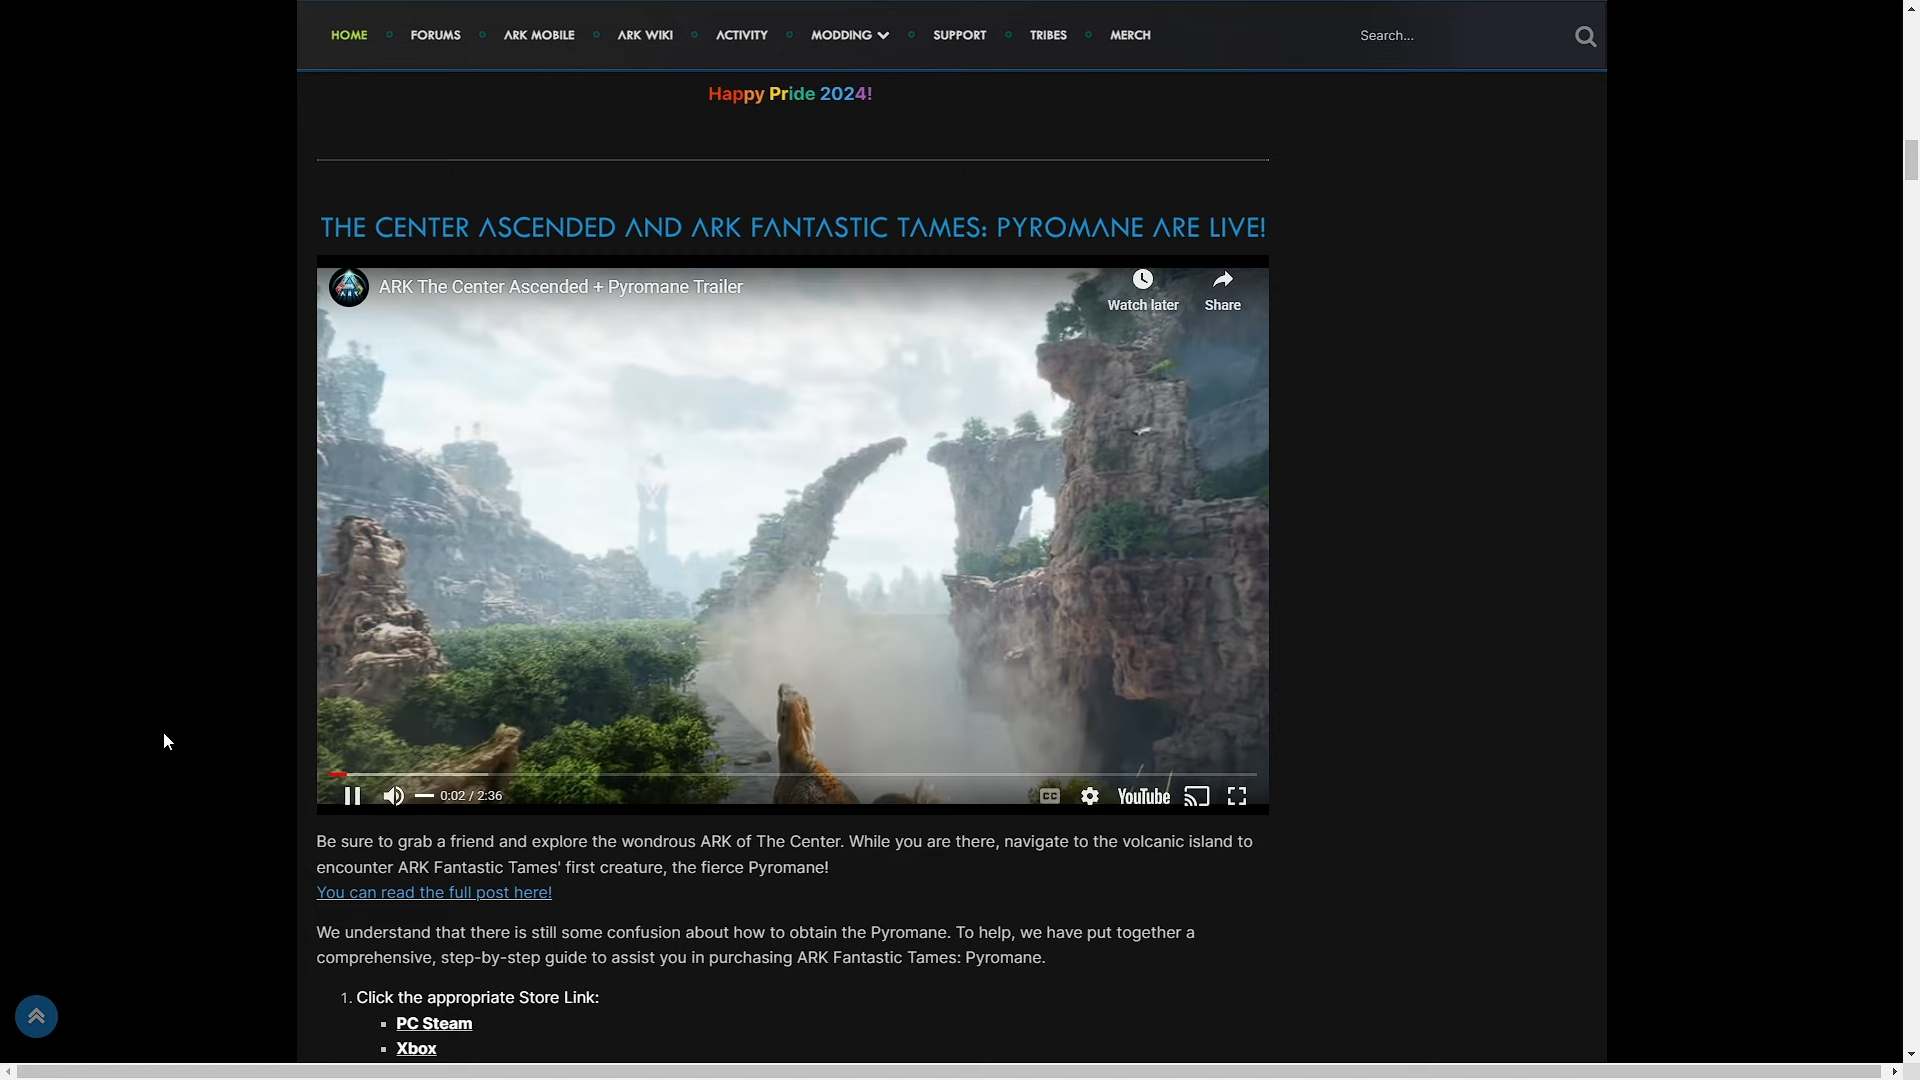 HOME FORUMS ARK MOBILE ARK WIKI ACTIVITY MODDING SUPPORT TRIBES MERCH Search...
Happy Pride 2024!
THE CENTER ASCENDED AND ARK FANTASTIC TAMES: PYROMANE ARE LIVE!
ARK The Center Ascended + Pyromane Trailer
Watch later Share
0:02 / 2:36 CC YouTube
Be sure to grab a friend and explore the wondrous ARK of The Center. While you are there, navigate to the volcanic island to
encounter ARK Fantastic Tames' first creature, the fierce Pyromane!
You can read the full post here!
We understand that there is still some confusion about how to obtain the Pyromane. To help, we have put together a
comprehensive, step-by-step guide to assist you in purchasing ARK Fantastic Tames: Pyromane.
1. Click the appropriate Store Link:
PC Steam
Xbox